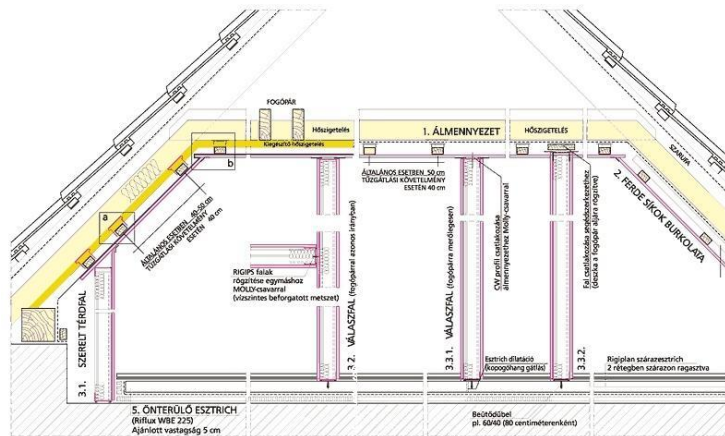 FOGÓPÁR
Hőszigetelés
1. ÁLMENNYEZET
HŐSZIGETELÉS
Kiegészítő hőszigetelés
SZARUFA
b
a
ÁLTALÁNOS ESETBEN 50 cm
TŰZGÁTLÁSI KÖVETELMÉNY
ESETÉN 40 cm
ÁLTALÁNOS ESETBEN 40-50 cm
TŰZGÁTLÁSI KÖVETELMÉNY
ESETÉN 40 cm
2. FERDE SÍKOK BURKOLATA
CW profil csatlakozása
álmennyezethez Molly-csavarral
Fal csatlakozása segédszerkezethez
(deszka a fogópár aljára rögzítve)
RIGIPS falak
rögzítése egymáshoz
MOLLY-csavarral
(vízszintes beforgatott metszet)
3.1. SZERELT TÉRDFAL
3.2. VÁLASZFAL (fogópárral azonos irányban)
3.3.1. VÁLASZFAL (fogópárra merőlegesen)
3.3.2.
Esztrich dilatáció
(kopogóhang gátlás)
Rigiplan szárazesztrich
2 rétegben szárazon ragasztva
5. ÖNTERÜLŐ ESZTRICH
(Riflux WBE 225)
Ajánlott vastagság 5 cm
Beütődübel
pl. 60/40 (80 centiméterenként)